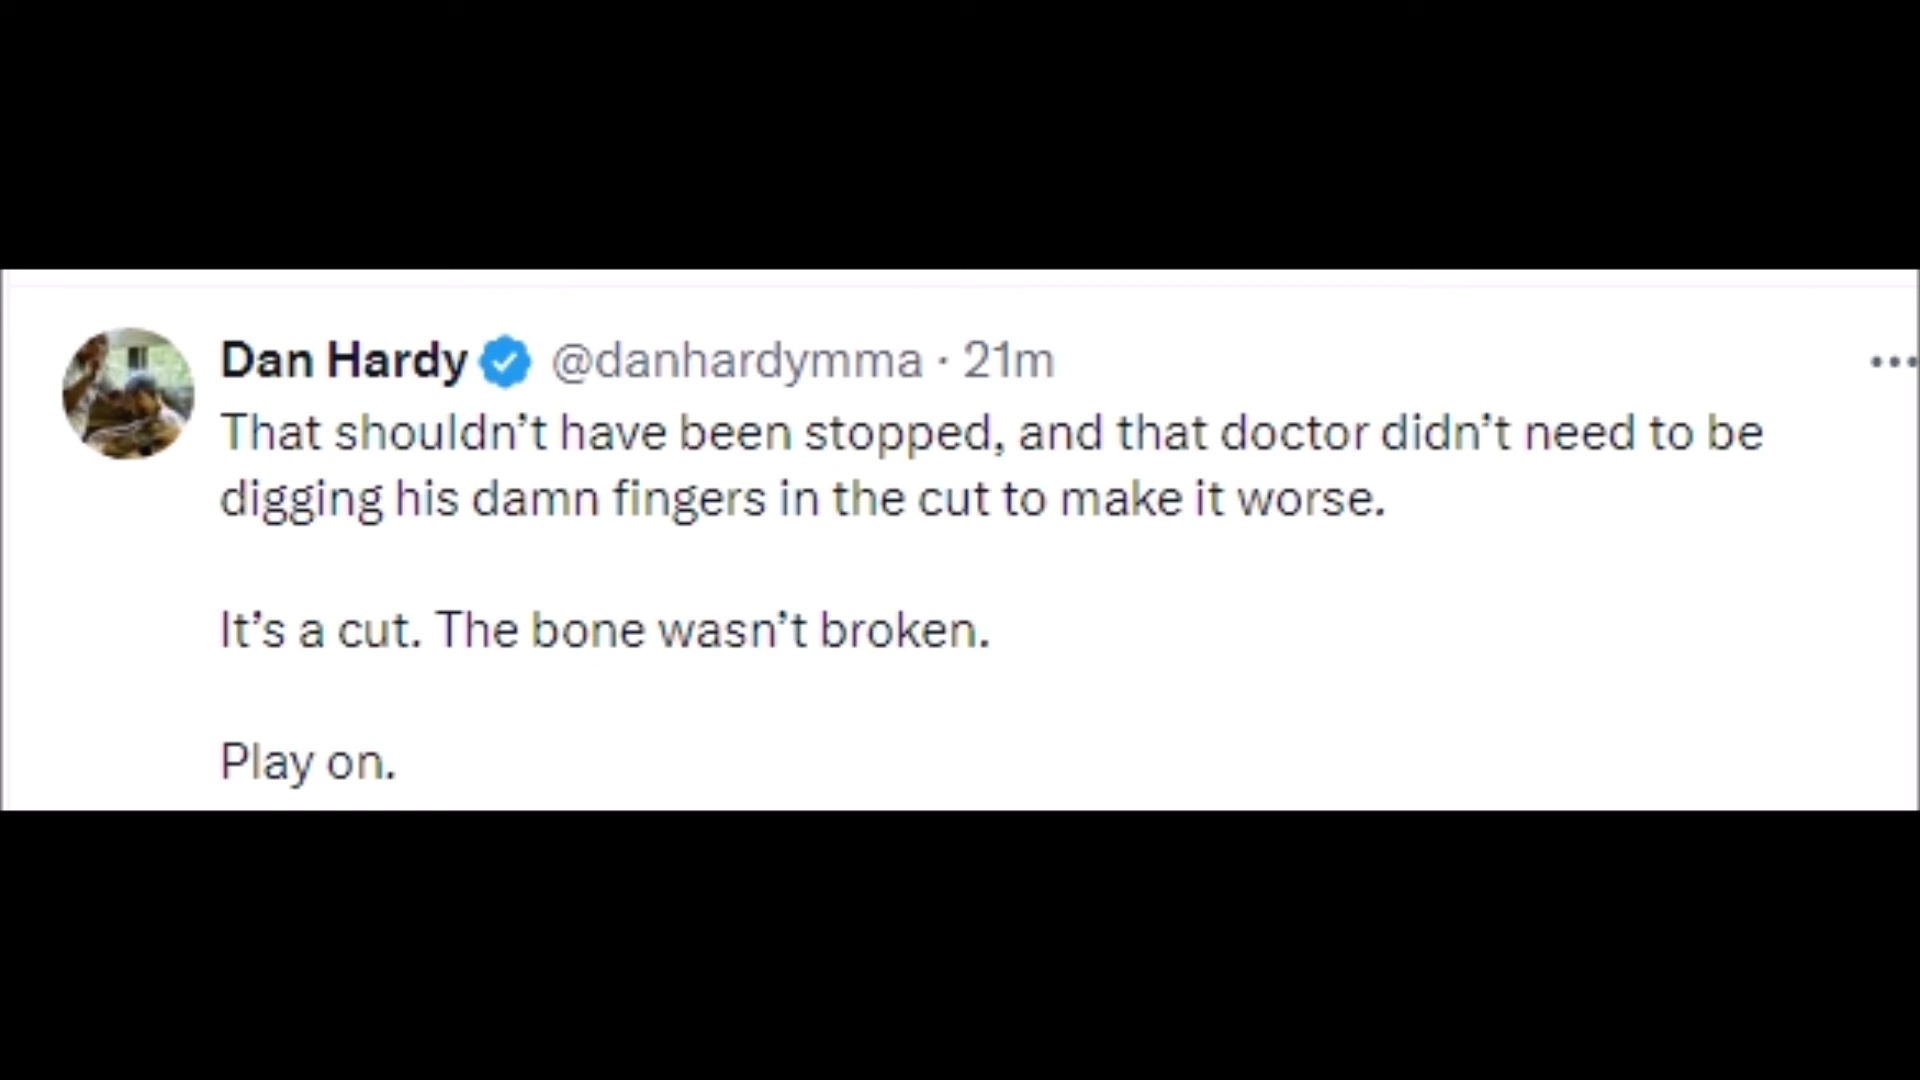 Dan Hardy @danhardymma · 21m
That shouldn’t have been stopped, and that doctor didn’t need to be
digging his damn fingers in the cut to make it worse.
It’s a cut. The bone wasn’t broken.
Play on.